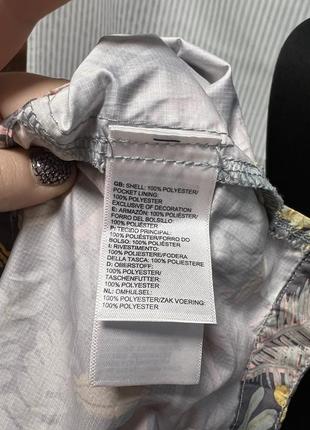 GB: SHELL: 100% POLYESTER/
POCKET LINING:
100% POLYESTER
EXCLUSIVE OF DECORATION
E: ARMAZÓN: 100% POLIÉSTER/
FORRO DEL BOLSILLO:
100% POLIÉSTER
P: TECIDO PRINCIPAL:
100% POLIÉSTER/FORRO DO
BOLSO: 100% POLIÉSTER
I: RIVESTIMENTO:
100% POLIESTERE/FODERA
DELLA TASCA: 100% POLIESTERE
D: OBERSTOFF:
100% POLYESTER/
TASCHENFUTTER:
100% POLYESTER
NL: OMHULSEL:
100% POLYESTER/ZAK VOERING:
100% POLYESTER